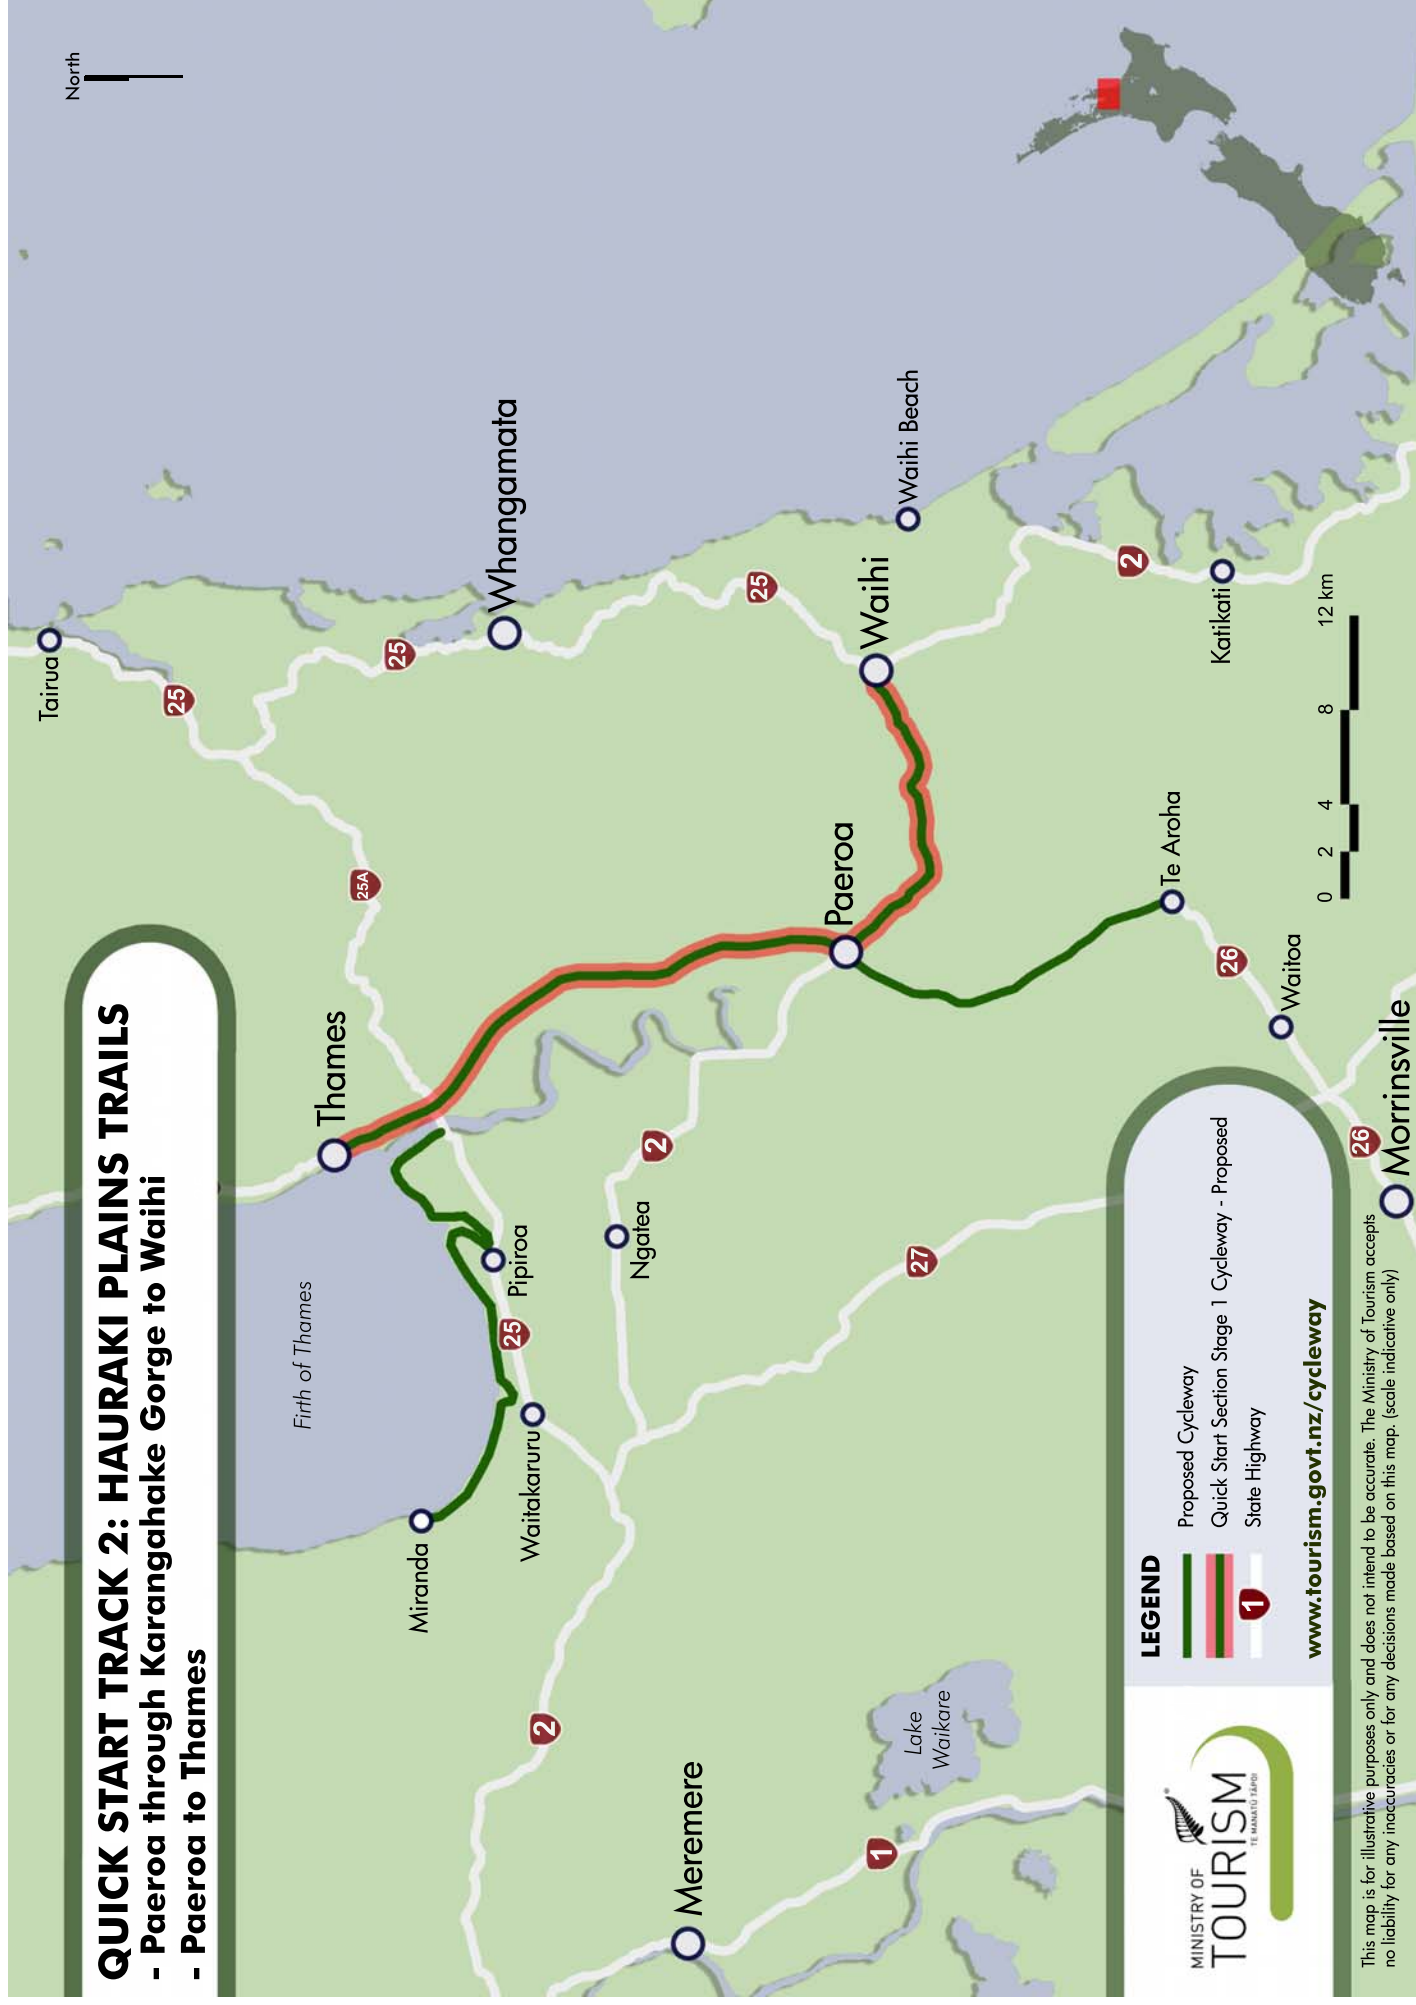 QUICK START TRACK 2: HAURAKI PLAINS TRAILS
- Paeroa through Karangahake Gorge to Waihi
- Paeroa to Thames
North
Tairua
25
25
Whangamata
25A
Thames
Firth of Thames
Miranda
Pipiroa
25
Waitakaruru
Ngatea
2
2
25
Waihi
Waihi Beach
Paeroa
Meremere
1
Lake
Waikare
27
2
Katikati
Te Aroha
26
Waitoa
26
Morrinsville
0 2 4 8 12 km
LEGEND
Proposed Cycleway
Quick Start Section Stage 1 Cycleway - Proposed
1 State Highway
www.tourism.govt.nz/cycleway
MINISTRY OF
TOURISM
TE MANATŪ TĀPOI
This map is for illustrative purposes only and does not intend to be accurate. The Ministry of Tourism accepts
no liability for any inaccuracies or for any decisions made based on this map. (scale indicative only)